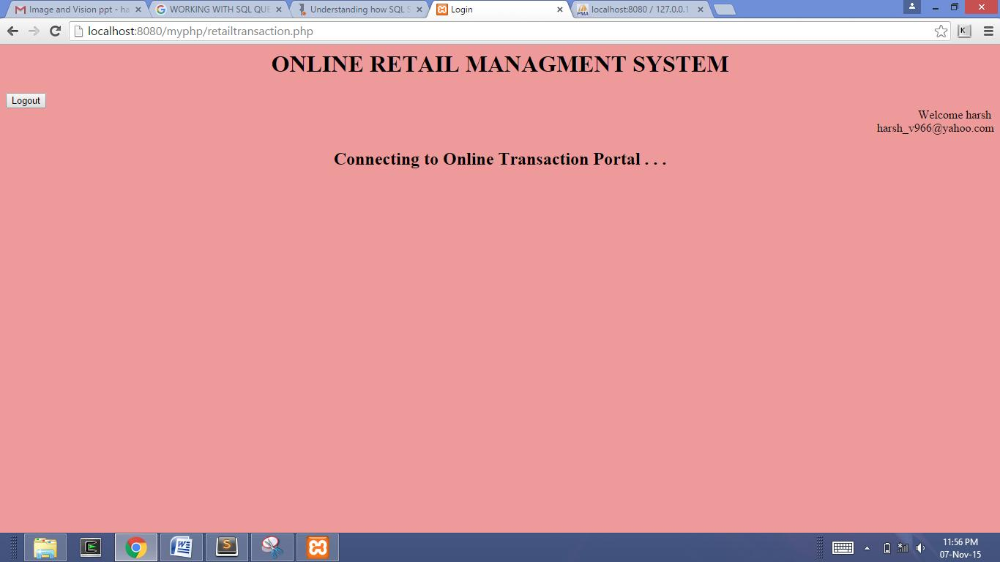 Image and Vision ppt - ha
WORKING WITH SQL QUE
Understanding how SQL S
Login
localhost:8080 / 127.0.0.1
localhost:8080/myphp/retailtransaction.php
ONLINE RETAIL MANAGMENT SYSTEM
Logout
Welcome harsh
harsh_v966@yahoo.com
Connecting to Online Transaction Portal . . .
11:56 PM
07-Nov-15